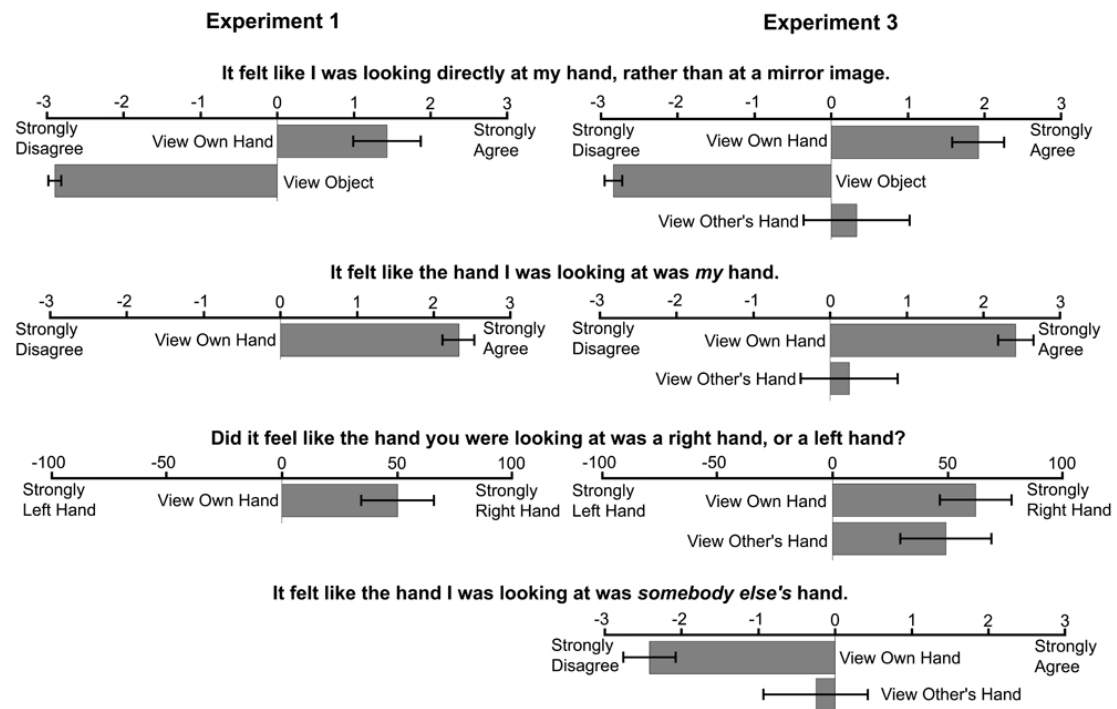 Experiment 1
Experiment 3
It felt like I was looking directly at my hand, rather than at a mirror image.
-3 -2 -1 0 1 2 3
Strongly Disagree
View Own Hand
Strongly Agree
View Object
-3 -2 -1 0 1 2 3
Strongly Disagree
View Own Hand
Strongly Agree
View Object
View Other's Hand
It felt like the hand I was looking at was my hand.
-3 -2 -1 0 1 2 3
Strongly Disagree
View Own Hand
Strongly Agree
-3 -2 -1 0 1 2 3
Strongly Disagree
View Own Hand
Strongly Agree
View Other's Hand
Did it feel like the hand you were looking at was a right hand, or a left hand?
-100 -50 0 50 100
Strongly Left Hand
View Own Hand
Strongly Right Hand
-100 -50 0 50 100
Strongly Left Hand
View Own Hand
Strongly Right Hand
View Other's Hand
It felt like the hand I was looking at was somebody else's hand.
-3 -2 -1 0 1 2 3
Strongly Disagree
View Own Hand
Strongly Agree
View Other's Hand